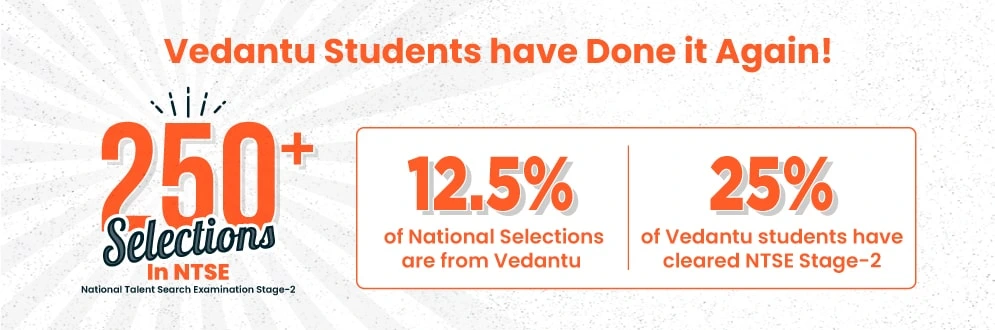 Vedantu Students have Done it Again!
250+
Selections
In NTSE
National Talent Search Examination Stage-2
12.5%
of National Selections
are from Vedantu
25%
of Vedantu students have
cleared NTSE Stage-2